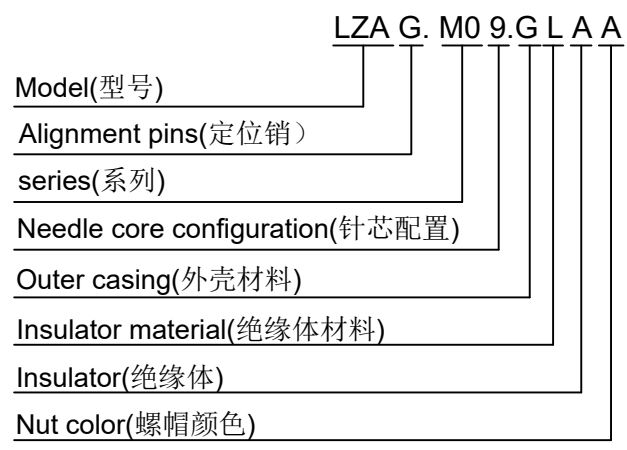 LZA G. M0 9.G L A A
Model(型号)
Alignment pins(定位销）
series(系列)
Needle core configuration(针芯配置)
Outer casing(外壳材料)
Insulator material(绝缘体材料)
Insulator(绝缘体)
Nut color(螺帽颜色)